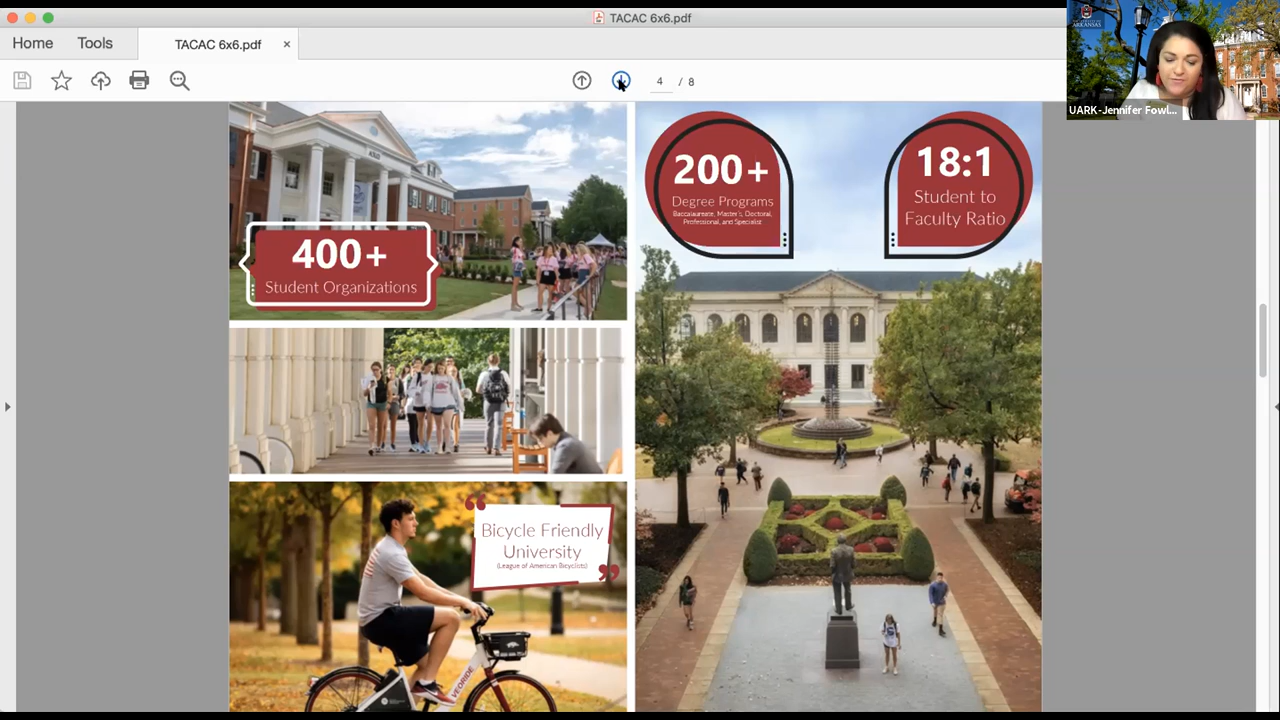 TACAC 6x6.pdf
Home
Tools
TACAC 6x6.pdf
×
4 / 8
ARKANSAS
UARK-Jennifer Fowl...
400+
Student Organizations
200+
Degree Programs
Baccalaureate, Master's, Doctoral,
Professional, and Specialist
18:1
Student to
Faculty Ratio
“Bicycle Friendly
University
(League of American Bicyclists)
”
VEORIDE